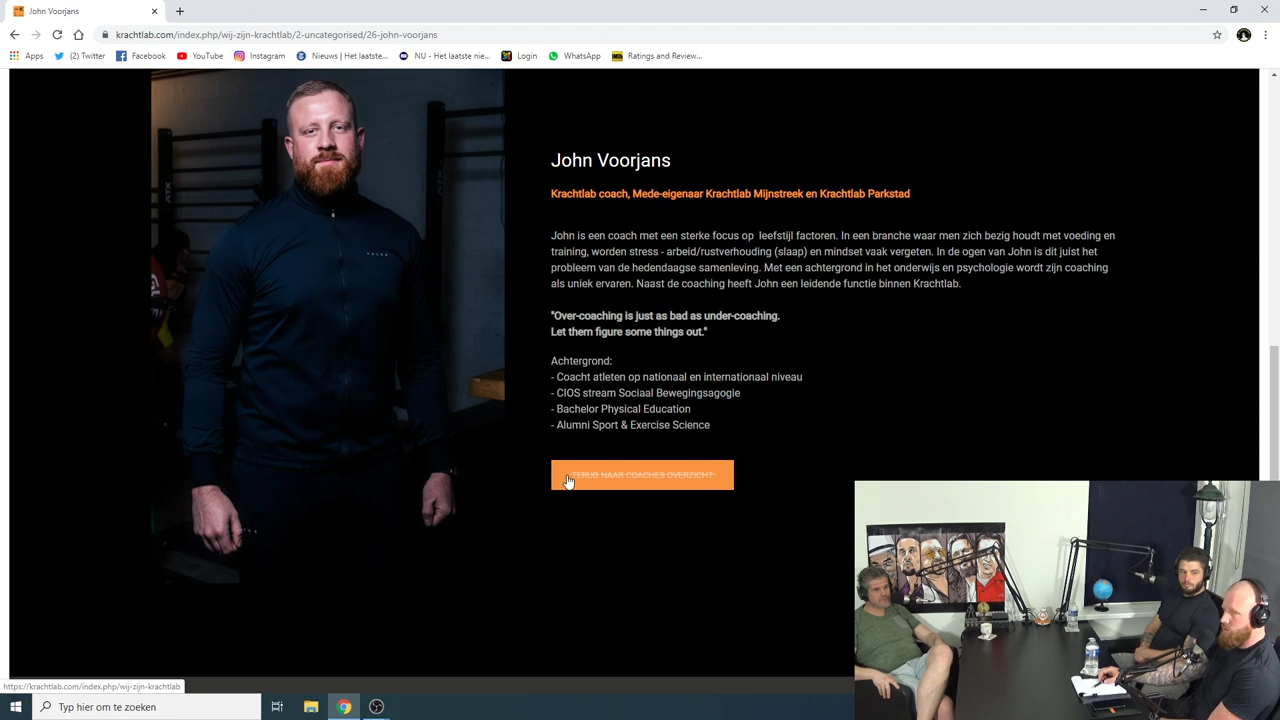 John Voorjans
krachtlab.com/index.php/wij-zijn-krachtlab/2-uncategorised/26-john-voorjans
Apps
(2) Twitter
Facebook
YouTube
Instagram
Nieuws | Het laatste...
NU - Het laatste nie...
Login
WhatsApp
Ratings and Review...
John Voorjans
Krachtlab coach, Mede-eigenaar Krachtlab Mijnstreek en Krachtlab Parkstad
John is een coach met een sterke focus op leefstijl factoren. In een branche waar men zich bezig houdt met voeding en
training, worden stress - arbeid/rustverhouding (slaap) en mindset vaak vergeten. In de ogen van John is dit juist het
probleem van de hedendaagse samenleving. Met een achtergrond in het onderwijs en psychologie wordt zijn coaching
als uniek ervaren. Naast de coaching heeft John een leidende functie binnen Krachtlab.
"Over-coaching is just as bad as under-coaching.
Let them figure some things out."
Achtergrond:
- Coacht atleten op nationaal en internationaal niveau
- CIOS stream Sociaal Bewegingsagogie
- Bachelor Physical Education
- Alumni Sport & Exercise Science
TERUG NAAR COACHES OVERZICHT
https://krachtlab.com/index.php/wij-zijn-krachtlab
Typ hier om te zoeken